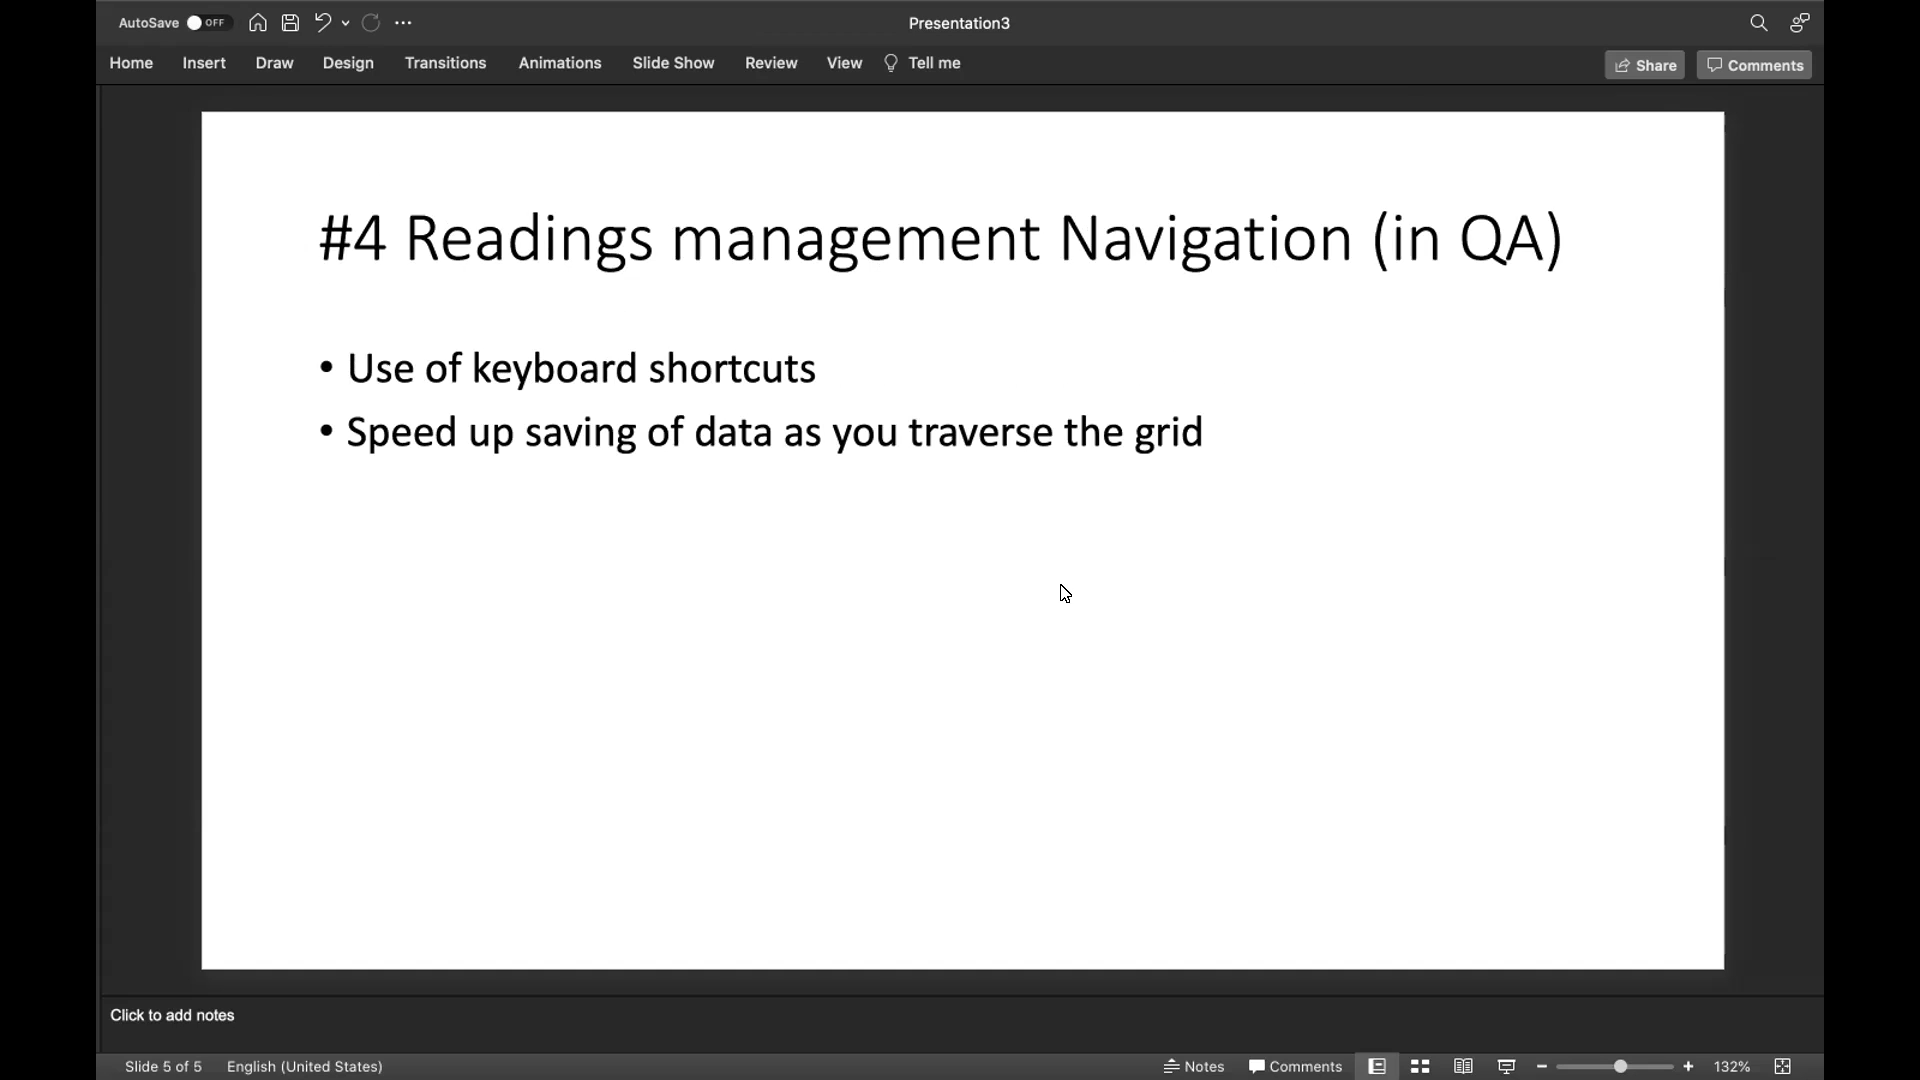 AutoSave OFF
Presentation3
Home Insert Draw Design Transitions Animations Slide Show Review View Tell me Share Comments
#4 Readings management Navigation (in QA)
• Use of keyboard shortcuts
• Speed up saving of data as you traverse the grid
Click to add notes
Slide 5 of 5 English (United States) Notes Comments 132%